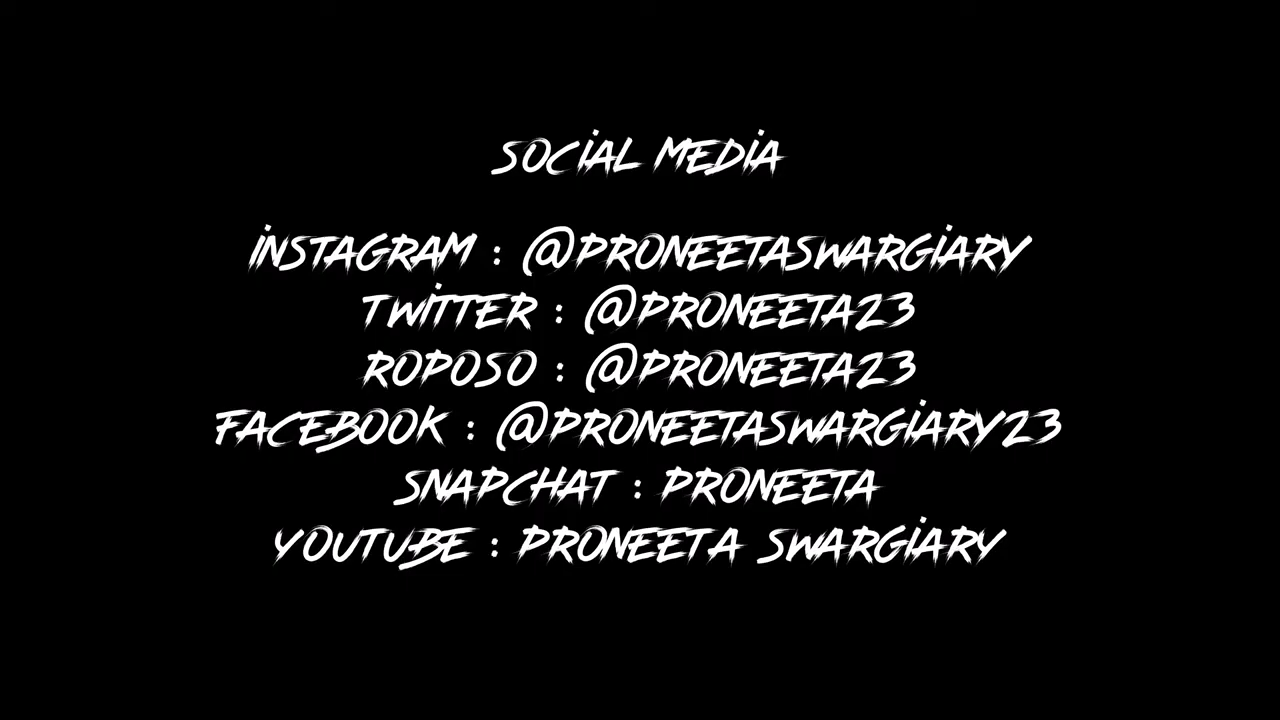 SOCIAL MEDIA
INSTAGRAM : @PRONEETASWARGIARY
TWITTER : @PRONEETA23
ROPOSO : @PRONEETA23
FACEBOOK : @PRONEETASWARGIARY23
SNAPCHAT : PRONEETA
YOUTUBE : PRONEETA SWARGIARY